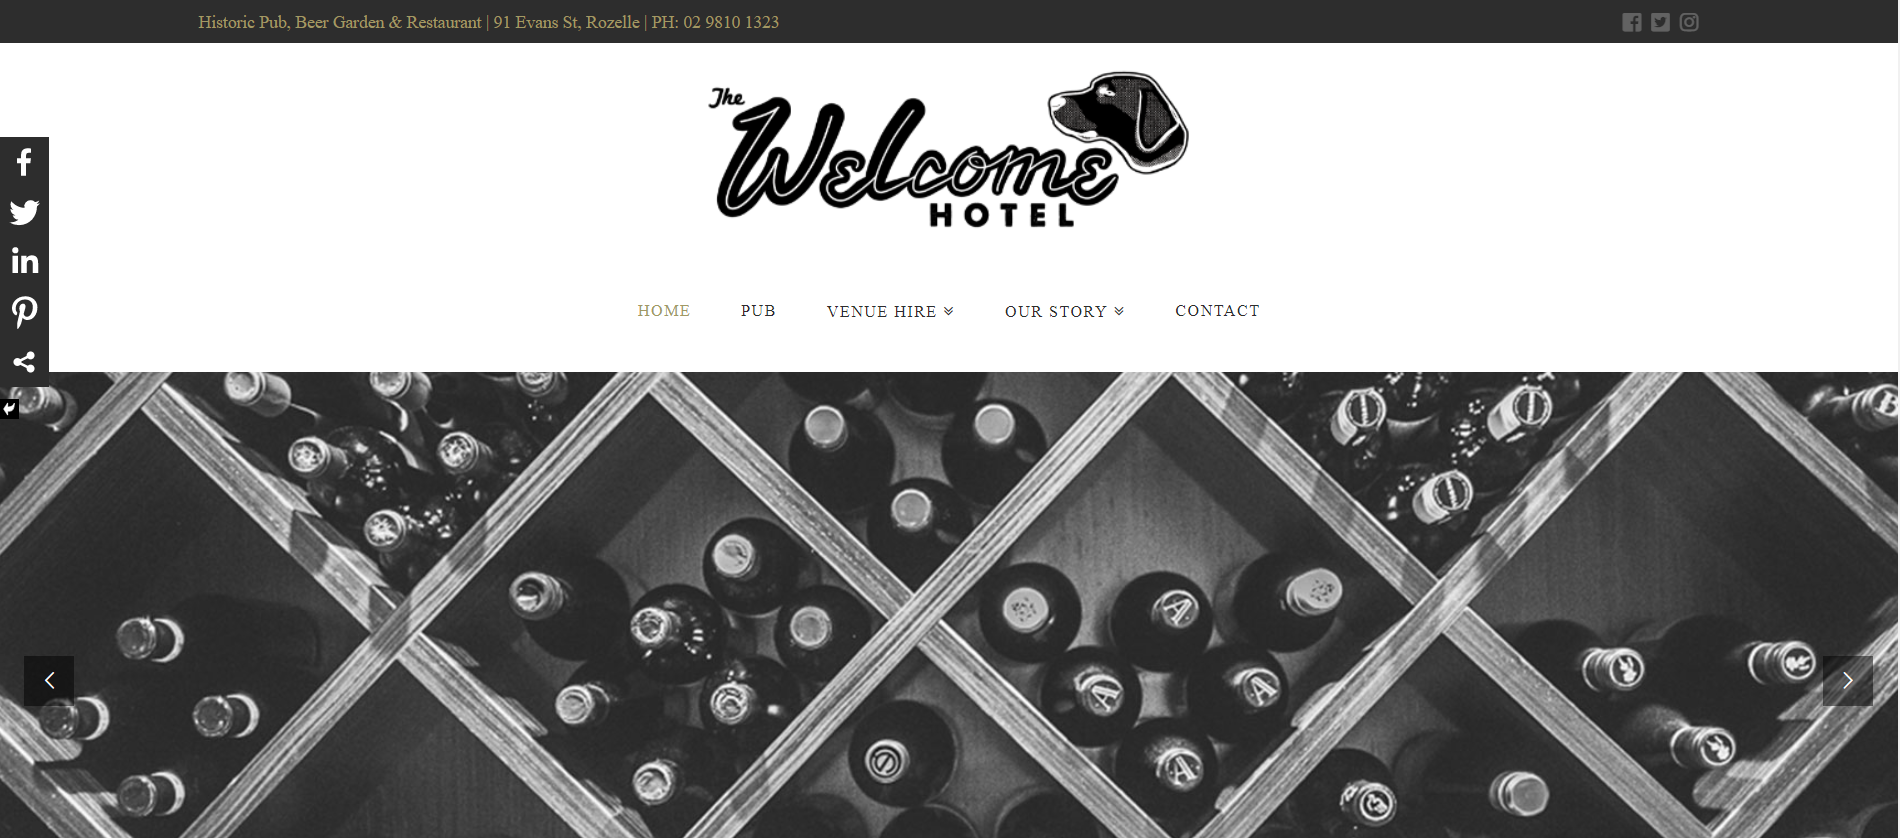 Historic Pub, Beer Garden & Restaurant | 91 Evans St, Rozelle | PH: 02 9810 1323
The
Welcome
HOTEL
HOME PUB VENUE HIRE OUR STORY CONTACT
A
A
A
A